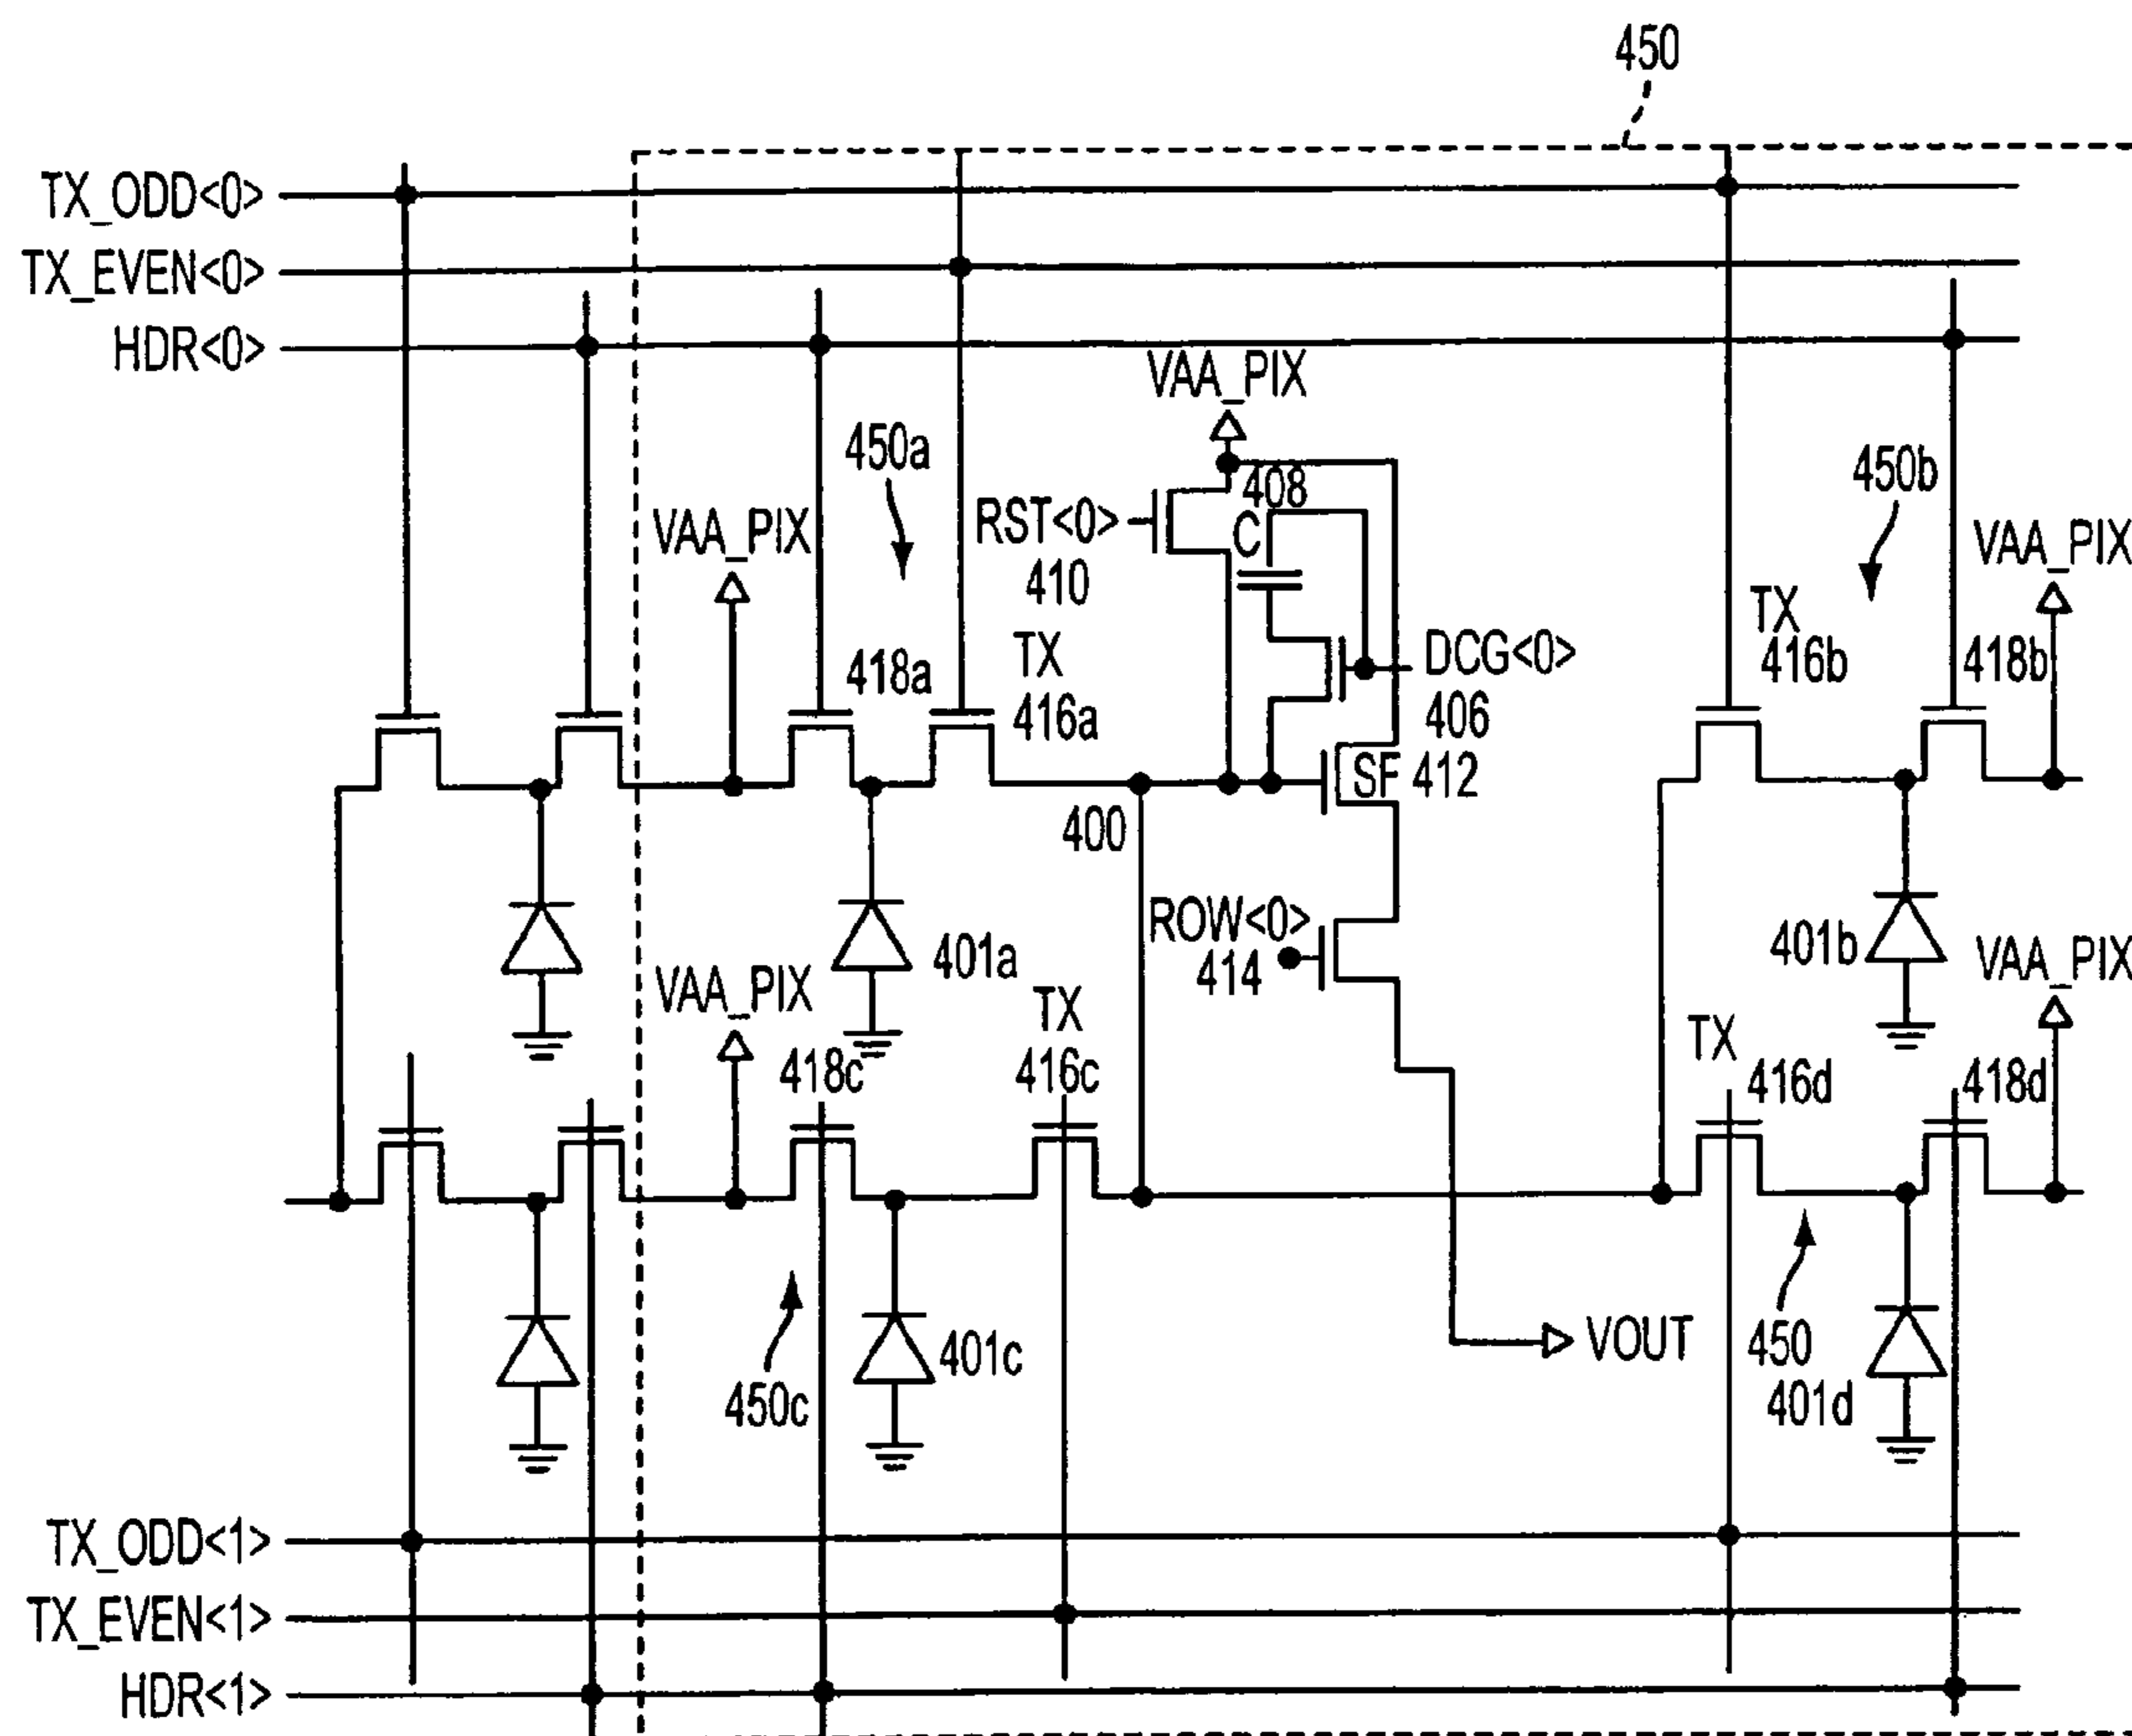 450
TX_ODD<0>
TX_EVEN<0>
HDR<0>
VAA_PIX
450a
408
450b
RST<0>
C
VAA_PIX
VAA_PIX
410
TX
TX
DCG<0>
418a
416b
418b
416a
406
SF 412
400
ROW<0>
401a
401b
VAA_PIX
VAA_PIX
414
TX
TX
418c
416c
416d
418d
VOUT
450
401c
450c
401d
TX_ODD<1>
TX_EVEN<1>
HDR<1>